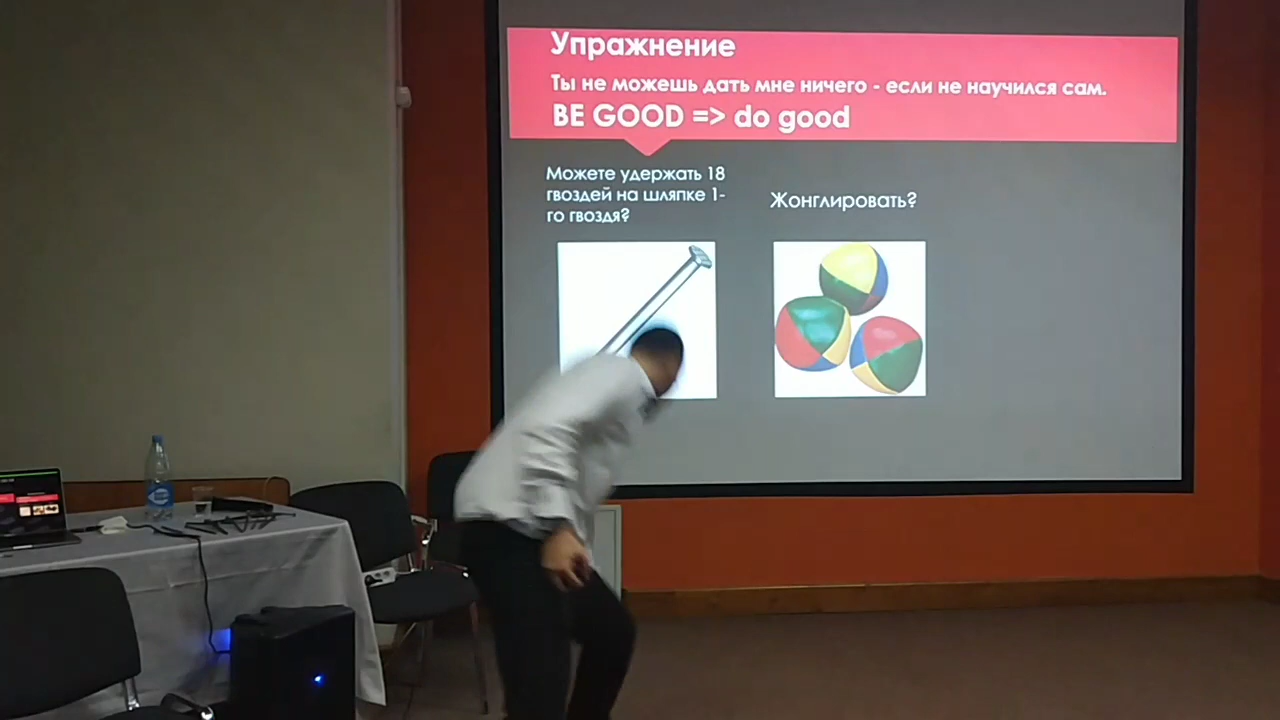 Упражнение
Ты не можешь дать мне ничего - если не научился сам.
BE GOOD => do good
Можете удержать 18
гвоздей на шляпке 1-
го гвоздя?
Жонглировать?